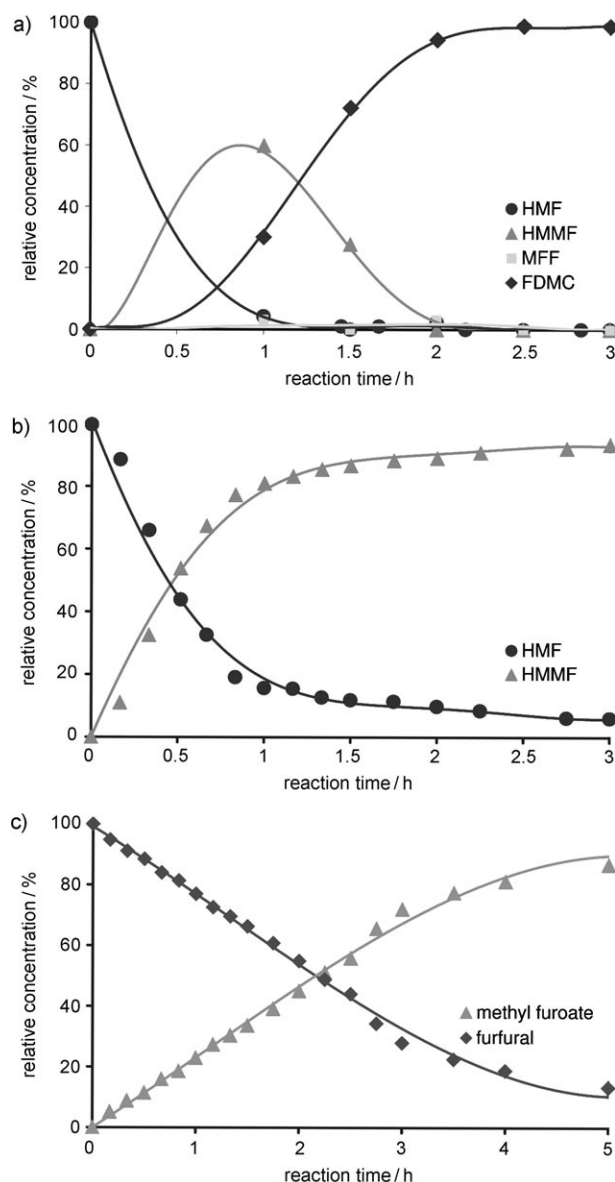 a)
100
80
60
40
20
0
relative concentration / %
HMF
HMMF
MFF
FDMC
0
0.5
1
1.5
2
2.5
3
reaction time / h
b)
100
80
60
40
20
0
relative concentration / %
HMF
HMMF
0
0.5
1
1.5
2
2.5
3
reaction time / h
c)
100
80
60
40
20
0
relative concentration / %
methyl furoate
furfural
0
1
2
3
4
5
reaction time / h